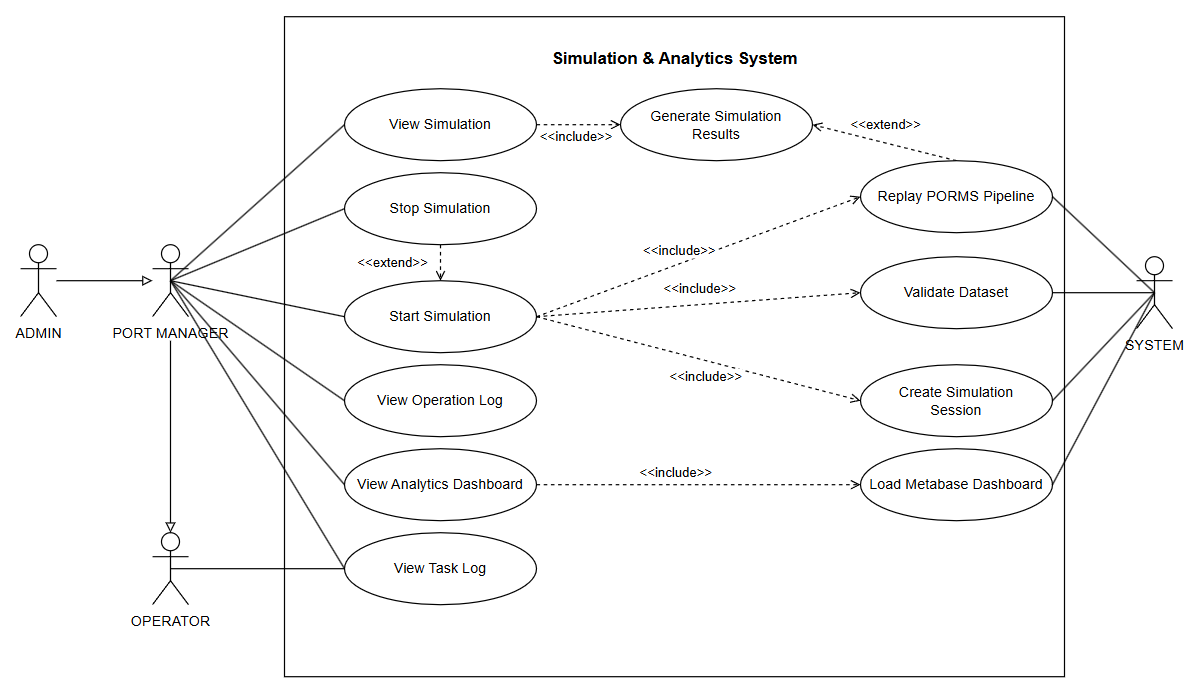 Simulation & Analytics System
View Simulation
<<include>>
Generate Simulation
Results
<<extend>>
Stop Simulation
Replay PORMS Pipeline
<<extend>>
<<include>>
<<include>>
Start Simulation
Validate Dataset
ADMIN
PORT MANAGER
SYSTEM
<<include>>
View Operation Log
Create Simulation
Session
View Analytics Dashboard
<<include>>
Load Metabase Dashboard
View Task Log
OPERATOR